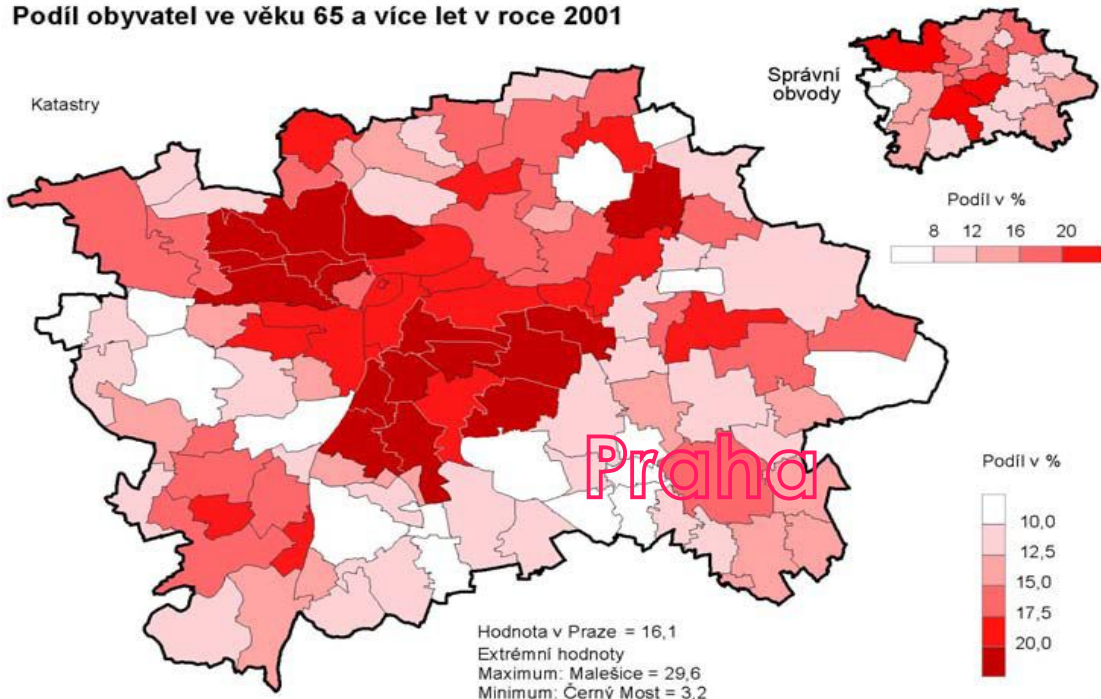 Podíl obyvatel ve věku 65 a více let v roce 2001
Katastry
Správní
obvody
Podíl v %
8 12 16 20
Praha
Podíl v %
10,0
12,5
15,0
17,5
20,0
Hodnota v Praze = 16,1
Extrémní hodnoty
Maximum: Malešice = 29,6
Minimum: Černý Most = 3,2